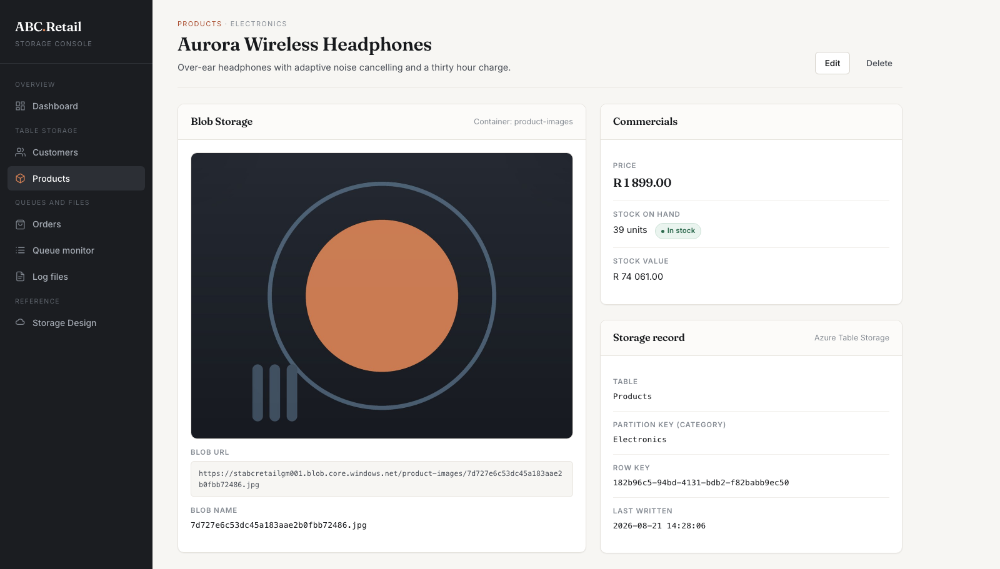 ABC.Retail
STORAGE CONSOLE
OVERVIEW
Dashboard
TABLE STORAGE
Customers
Products
QUEUES AND FILES
Orders
Queue monitor
Log files
REFERENCE
Storage Design
PRODUCTS · ELECTRONICS
Aurora Wireless Headphones
Over-ear headphones with adaptive noise cancelling and a thirty hour charge.
Edit
Delete
Blob Storage
Container: product-images
BLOB URL
https://stabcretailgm001.blob.core.windows.net/product-images/7d727e6c53dc45a183aae2
b0fbb72486.jpg
BLOB NAME
7d727e6c53dc45a183aae2b0fbb72486.jpg
Commercials
PRICE
R 1 899.00
STOCK ON HAND
39 units
In stock
STOCK VALUE
R 74 061.00
Storage record
Azure Table Storage
TABLE
Products
PARTITION KEY (CATEGORY)
Electronics
ROW KEY
182b96c5-94bd-4131-bdb2-f82babb9ec50
LAST WRITTEN
2026-08-21 14:28:06